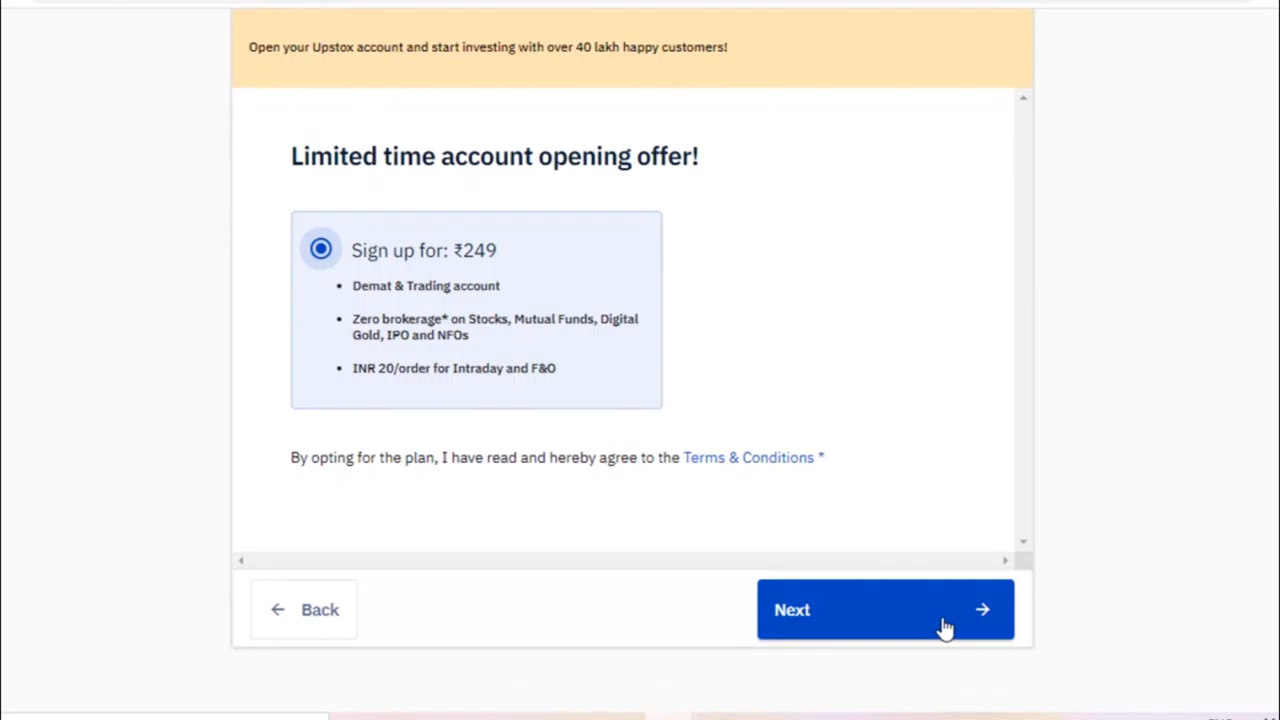 Open your Upstox account and start investing with over 40 lakh happy customers!
Limited time account opening offer!
Sign up for: ₹249
• Demat & Trading account
• Zero brokerage* on Stocks, Mutual Funds, Digital
Gold, IPO and NFOs
• INR 20/order for Intraday and F&O
By opting for the plan, I have read and hereby agree to the Terms & Conditions *
← Back
Next →